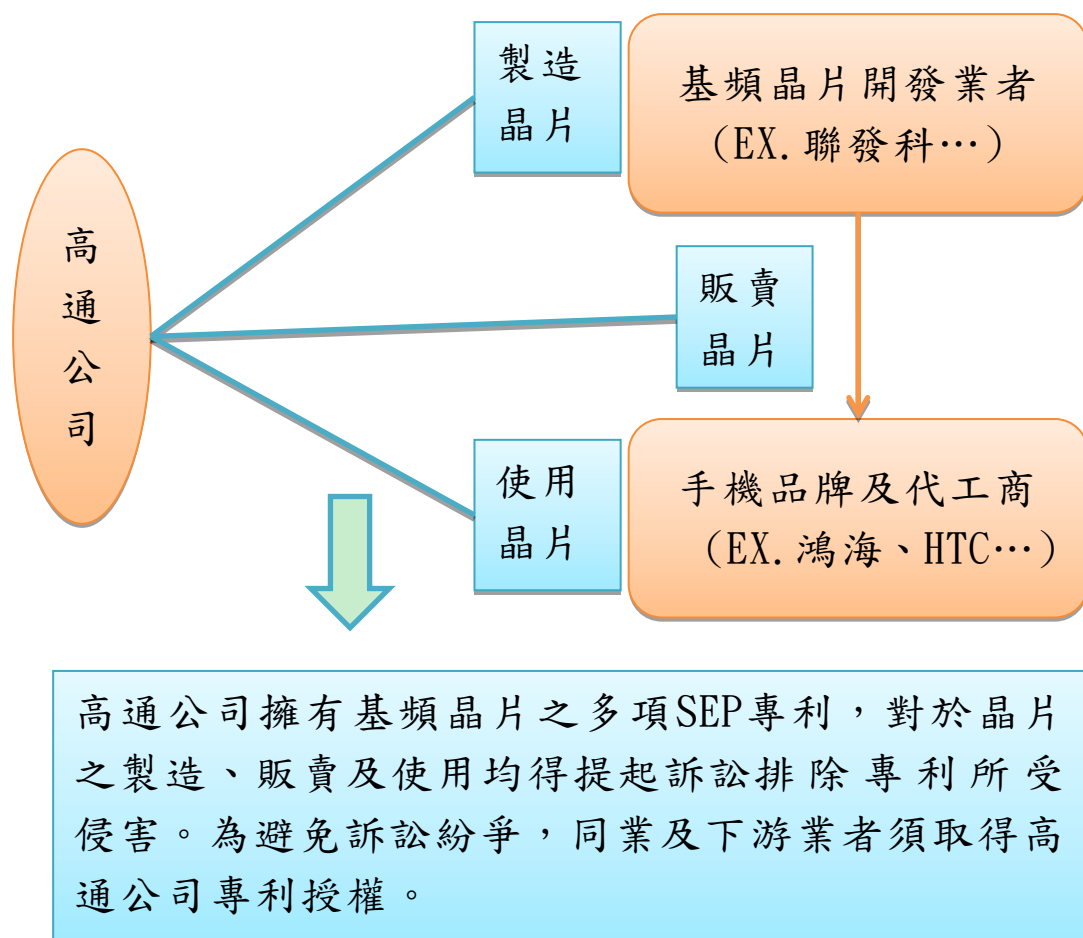 製造
晶片
基頻晶片開發業者
（EX.聯發科…）
高
通
公
司
販賣
晶片
使用
晶片
手機品牌及代工商
（EX.鴻海、HTC…）
高通公司擁有基頻晶片之多項SEP專利，對於晶片
之製造、販賣及使用均得提起訴訟排除專利所受
侵害。為避免訴訟紛爭，同業及下游業者須取得高
通公司專利授權。